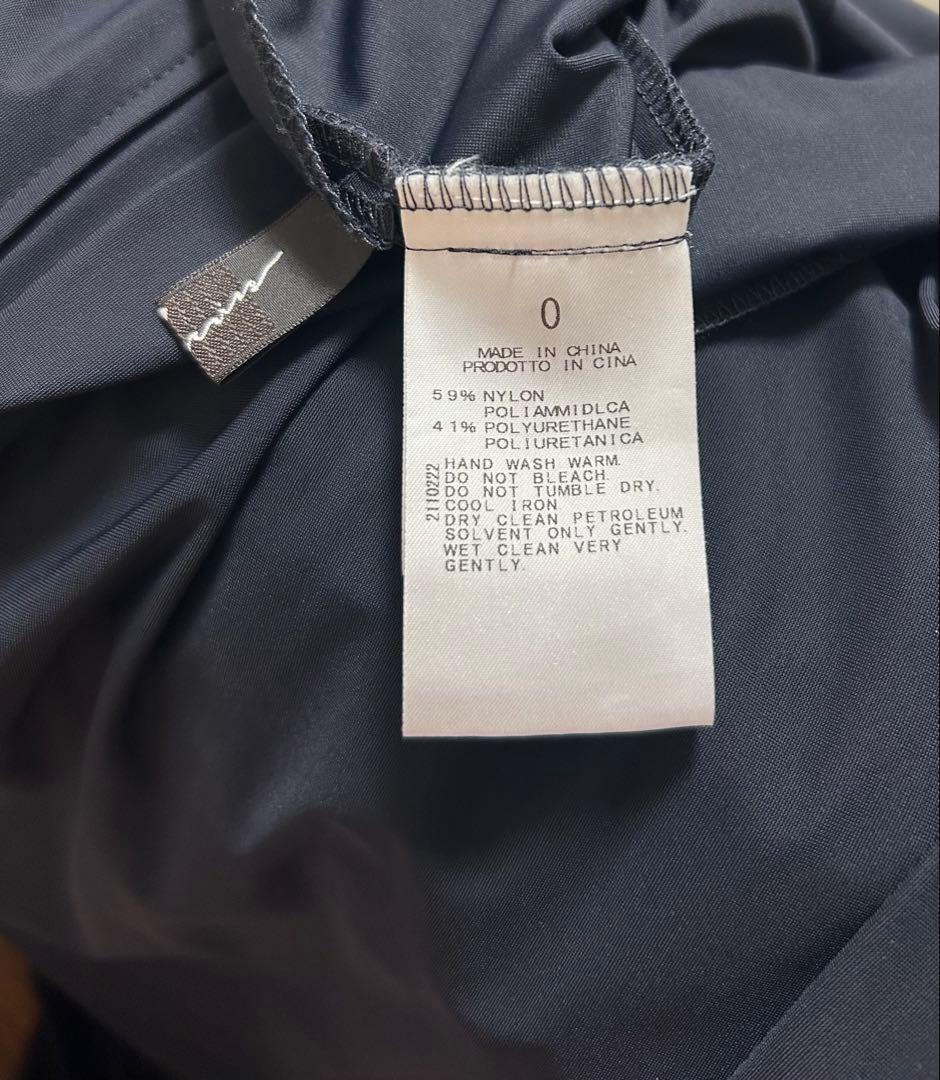 0
MADE IN CHINA
PRODOTTO IN CINA
59% NYLON
POLIAMMIDLCA
41% POLYURETHANE
POLIURETANICA
2110222
HAND WASH WARM.
DO NOT BLEACH.
DO NOT TUMBLE DRY.
COOL IRON
DRY CLEAN PETROLEUM
SOLVENT ONLY GENTLY.
WET CLEAN VERY
GENTLY.